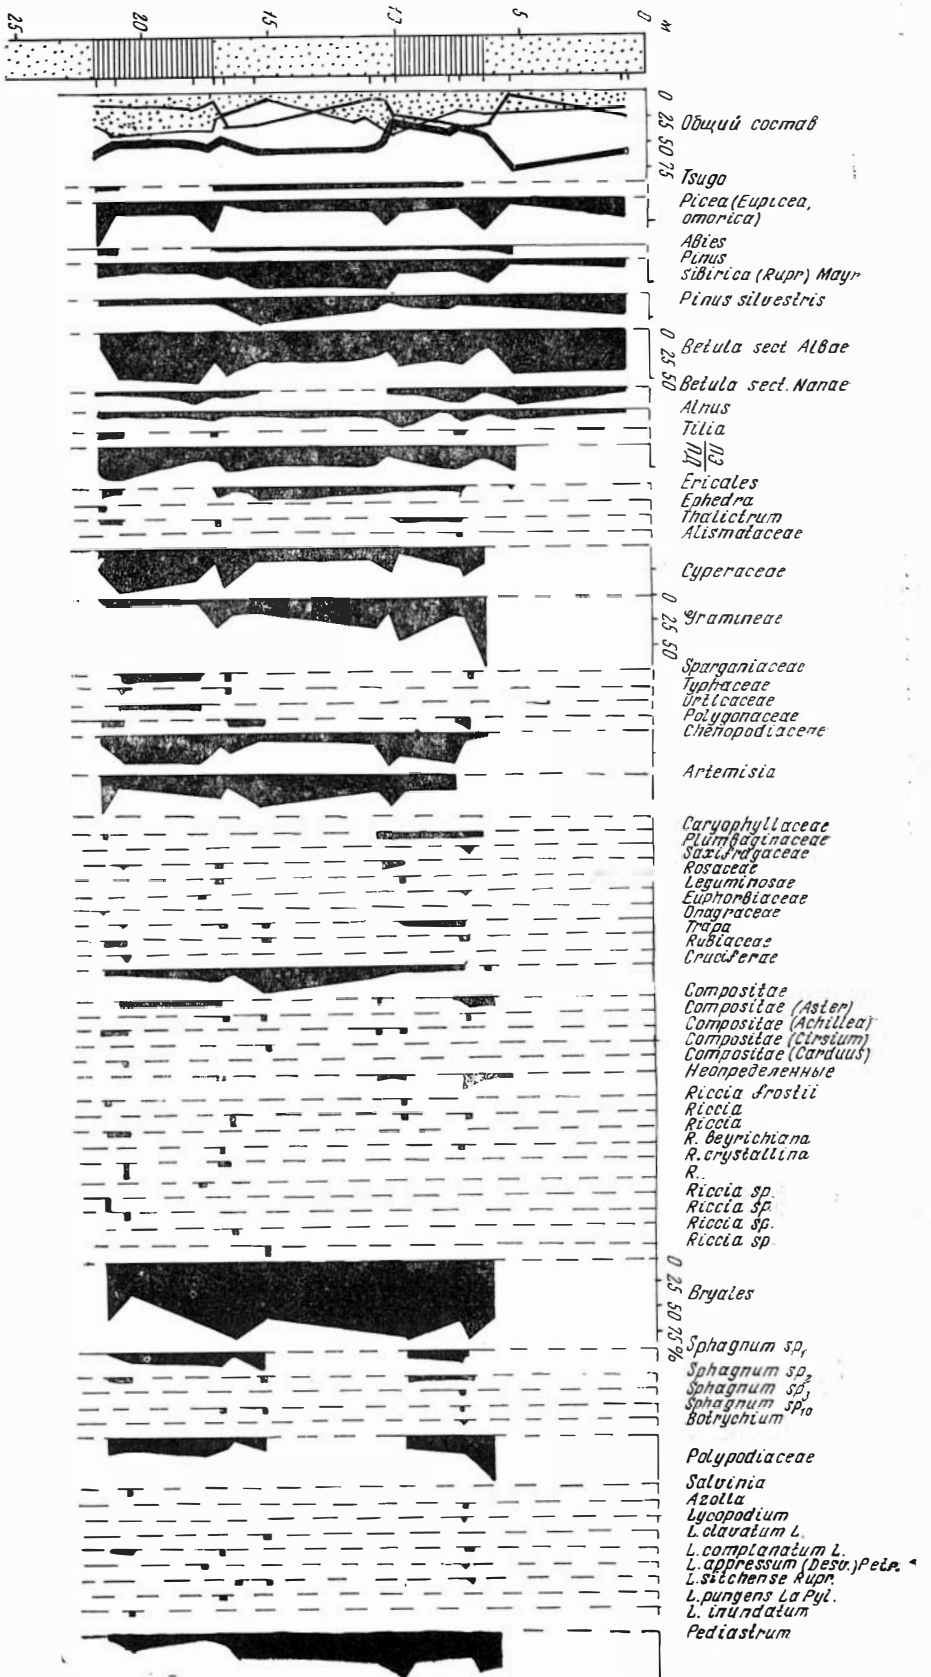 25 20 15 10 5 0 м
0 25 50 75
Общий состав
Tsuga
Picea (Eupicea,
omorica)
Abies
Pinus
sibirica (Rupr) Mayr
Pinus silvestris
0 25 50
Betula sect Albae
Betula sect. Nanae
Alnus
Tilia
ПЭ
ПД
Ericales
Ephedra
Thalictrum
Alismataceae
Cyperaceae
0 25 50
Gramineae
Sparganiaceae
Typhaceae
Urticaceae
Polygonaceae
Chenopodiaceae
Artemisia
Caryophyllaceae
Plumbaginaceae
Saxifragaceae
Rosaceae
Leguminosae
Euphorbiaceae
Onagraceae
Trapa
Rubiaceae
Cruciferae
Compositae
Compositae (Aster)
Compositae (Achillea)
Compositae (Cirsium)
Compositae (Carduus)
Неопределенные
Riccia frostii
Riccia
Riccia
R. beyrichiana
R. crystallina
R..
Riccia sp.
Riccia sp.
Riccia sp.
Riccia sp
0 25 50 75%
Bryales
Sphagnum sp₁
Sphagnum sp₂
Sphagnum sp₃
Sphagnum sp₁₀
Botrychium
Polypodiaceae
Salvinia
Azolla
Lycopodium
L. clavatum L.
L. complanatum L.
L. appressum (Desv.) Petr.
L. sitchense Rupr.
L. pungens La Pyl.
L. inundatum
Pediastrum